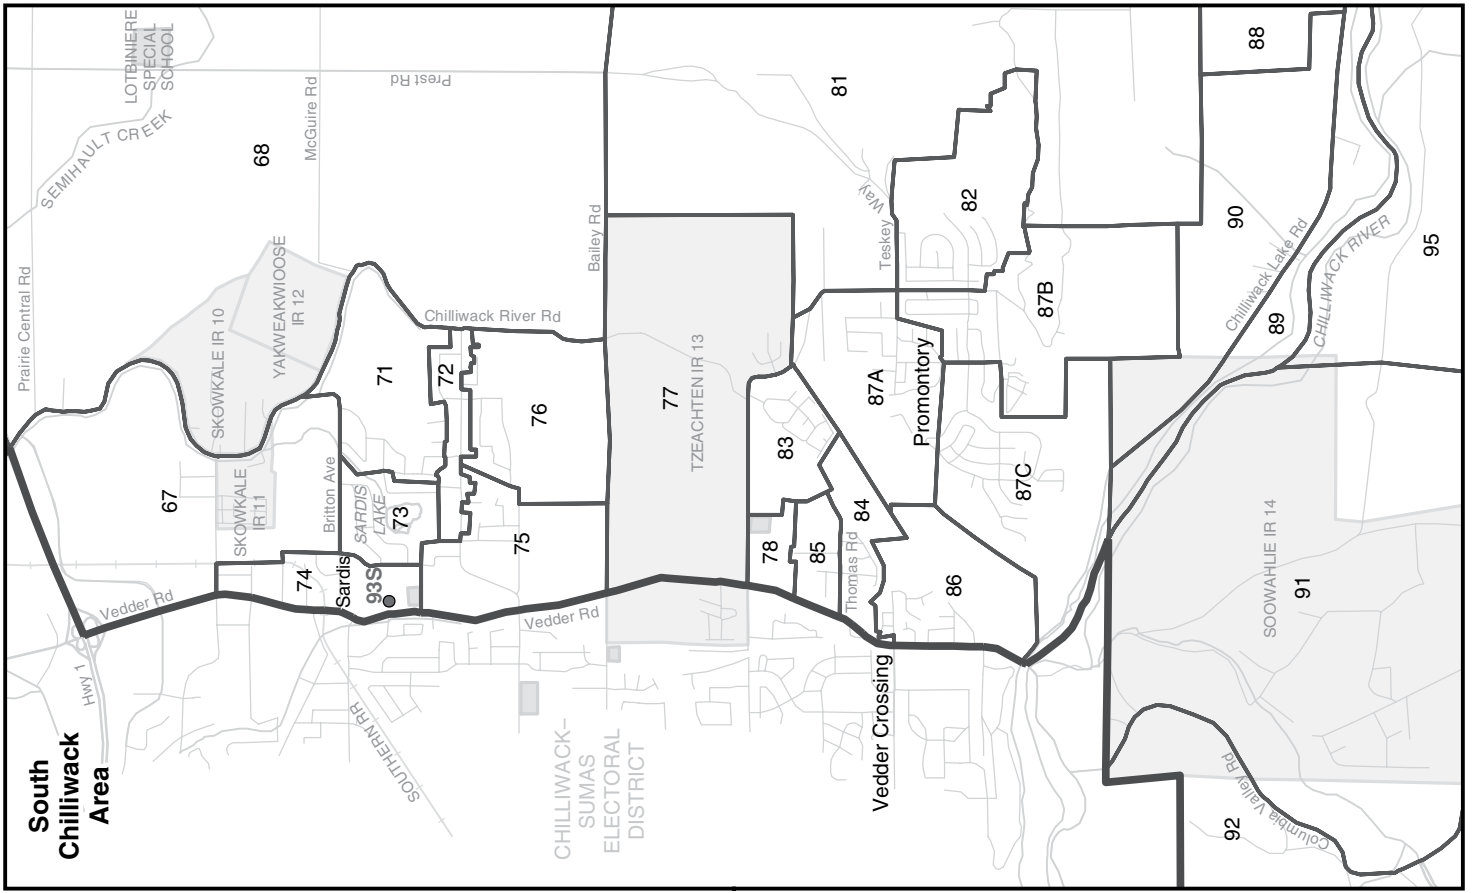 South
Chilliwack
Area
LOTBINIERE
SPECIAL
SCHOOL
SEMIHAULT CREEK
Prairie Central Rd
McGuire Rd
Prest Rd
68
81
88
YAKWEAKWIOOSE
IR 12
SKOWKALE IR 10
Bailey Rd
Teskey Way
82
90
95
Chilliwack Lake Rd
CHILLIWACK RIVER
89
87B
Chilliwack River Rd
71
72
76
77
TZEACHTEN IR 13
87A
Promontory
83
87C
67
SKOWKALE
IR 11
Britton Ave
SARDIS
LAKE
73
75
84
78
85
Thomas Rd
86
SOOWAHLIE IR 14
91
74
Sardis
93S
Vedder Rd
Vedder Rd
Hwy 1
SOUTHERN RR
CHILLIWACK–
SUMAS
ELECTORAL
DISTRICT
Vedder Crossing
Columbia Valley Rd
92